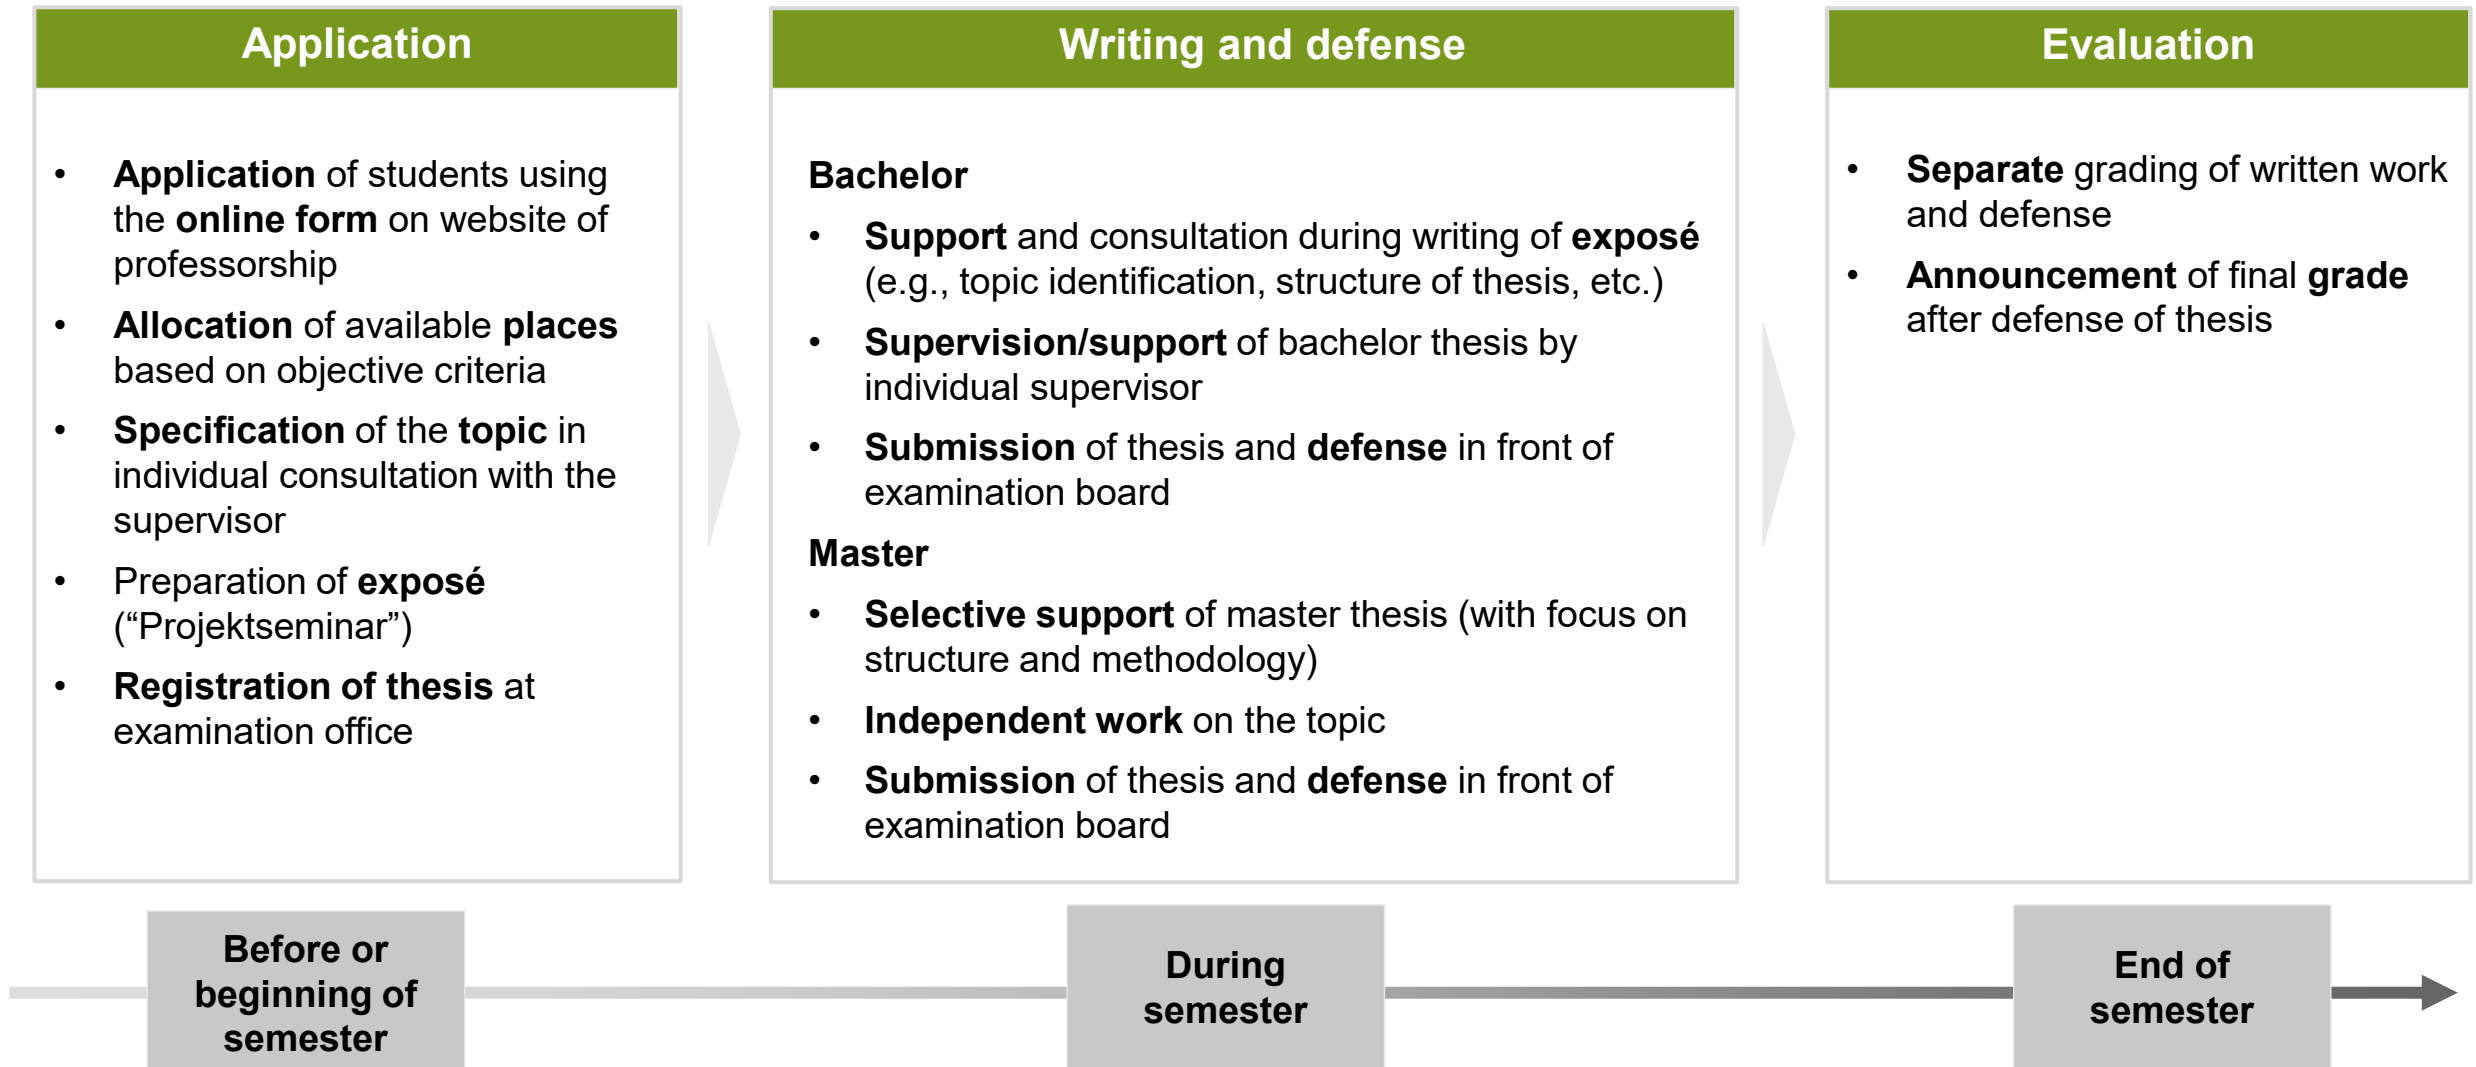 Application
• Application of students using
the online form on website of
professorship
• Allocation of available places
based on objective criteria
• Specification of the topic in
individual consultation with the
supervisor
• Preparation of exposé
(“Projektseminar”)
• Registration of thesis at
examination office
Writing and defense
Bachelor
• Support and consultation during writing of exposé
(e.g., topic identification, structure of thesis, etc.)
• Supervision/support of bachelor thesis by
individual supervisor
• Submission of thesis and defense in front of
examination board
Master
• Selective support of master thesis (with focus on
structure and methodology)
• Independent work on the topic
• Submission of thesis and defense in front of
examination board
Evaluation
• Separate grading of written work
and defense
• Announcement of final grade
after defense of thesis
Before or
beginning of
semester
During
semester
End of
semester